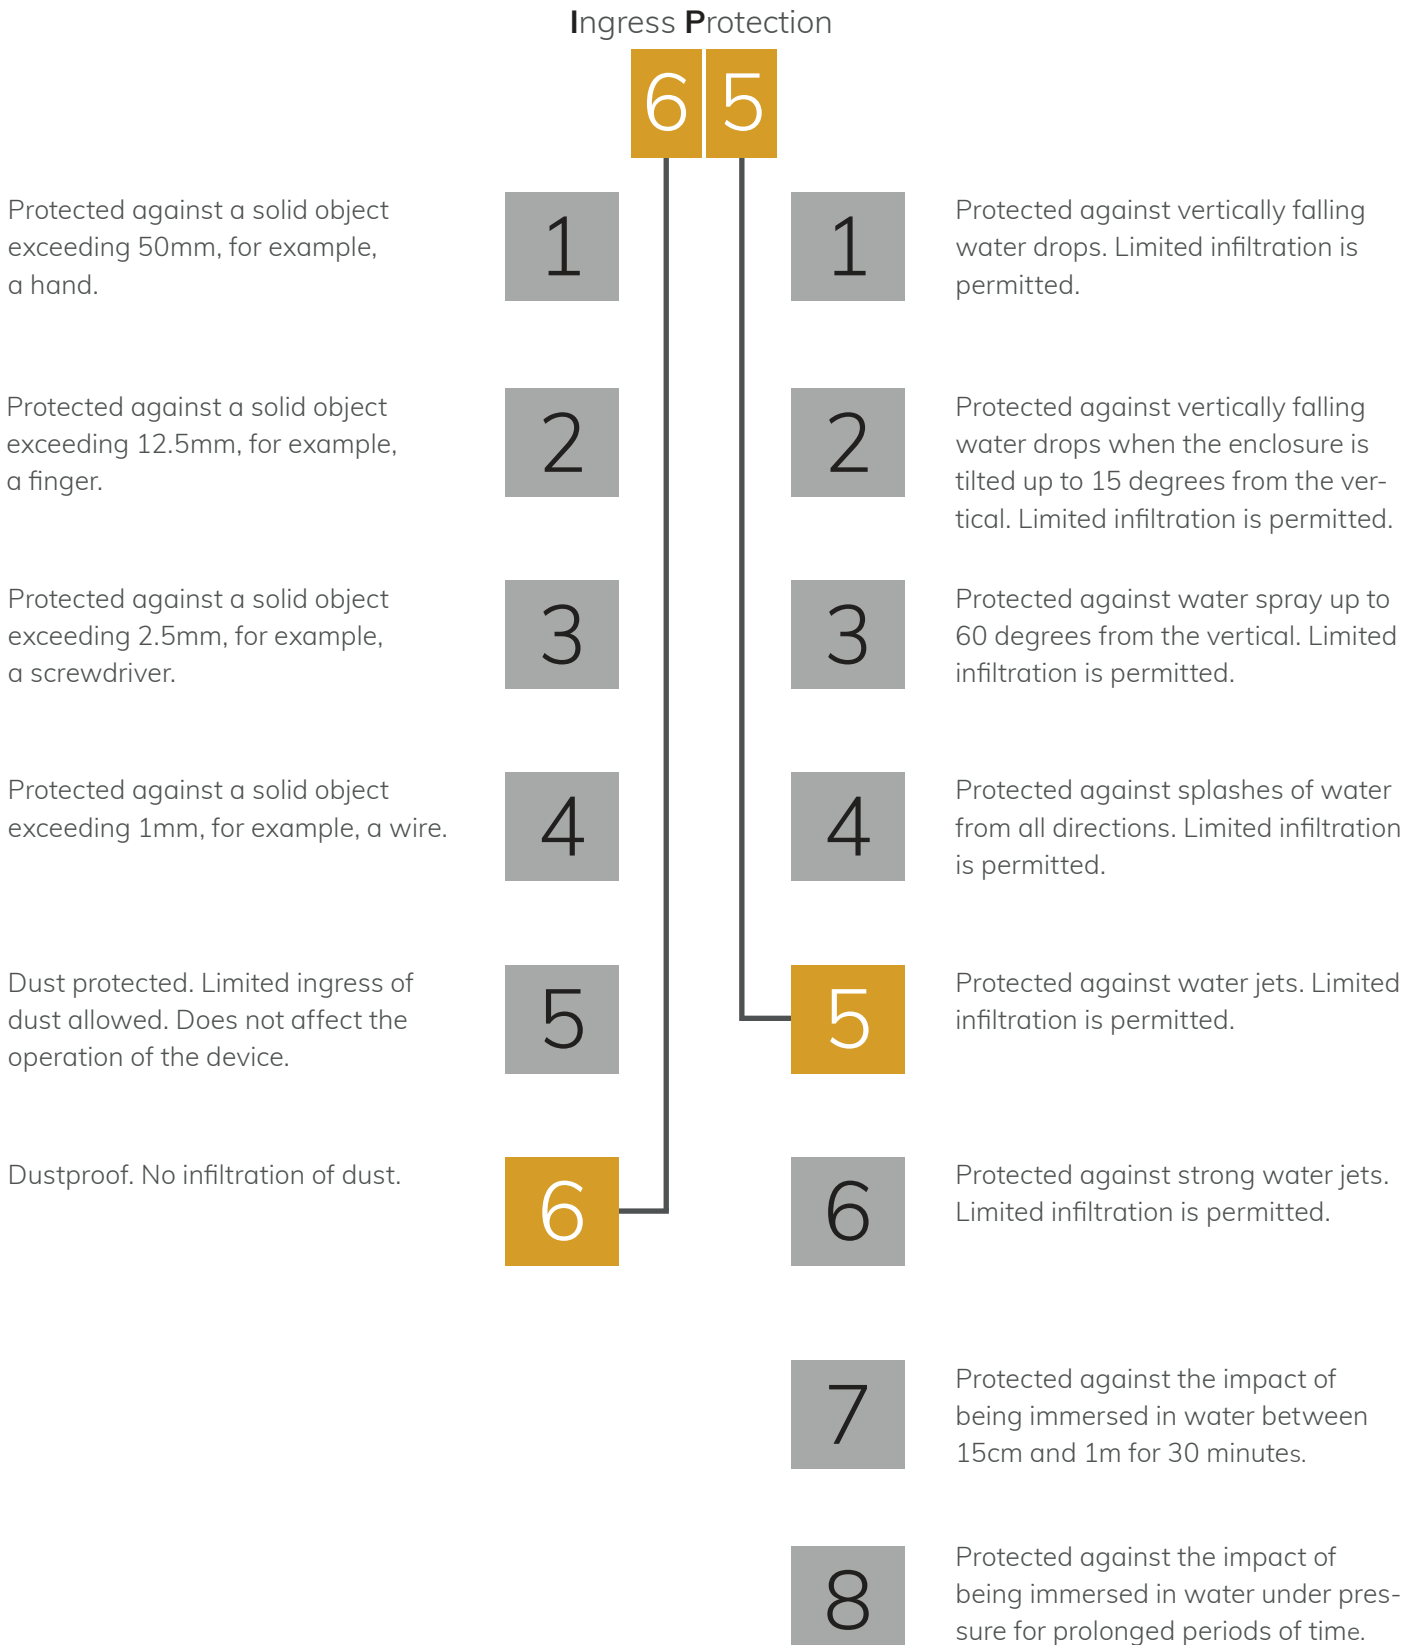 Ingress Protection
6 5
Protected against a solid object
exceeding 50mm, for example,
a hand.
1
1
Protected against vertically falling
water drops. Limited infiltration is
permitted.
Protected against a solid object
exceeding 12.5mm, for example,
a finger.
2
2
Protected against vertically falling
water drops when the enclosure is
tilted up to 15 degrees from the ver-
tical. Limited infiltration is permitted.
Protected against a solid object
exceeding 2.5mm, for example,
a screwdriver.
3
3
Protected against water spray up to
60 degrees from the vertical. Limited
infiltration is permitted.
Protected against a solid object
exceeding 1mm, for example, a wire.
4
4
Protected against splashes of water
from all directions. Limited infiltration
is permitted.
Dust protected. Limited ingress of
dust allowed. Does not affect the
operation of the device.
5
5
Protected against water jets. Limited
infiltration is permitted.
Dustproof. No infiltration of dust.
6
6
Protected against strong water jets.
Limited infiltration is permitted.
7
Protected against the impact of
being immersed in water between
15cm and 1m for 30 minutes.
8
Protected against the impact of
being immersed in water under pres-
sure for prolonged periods of time.